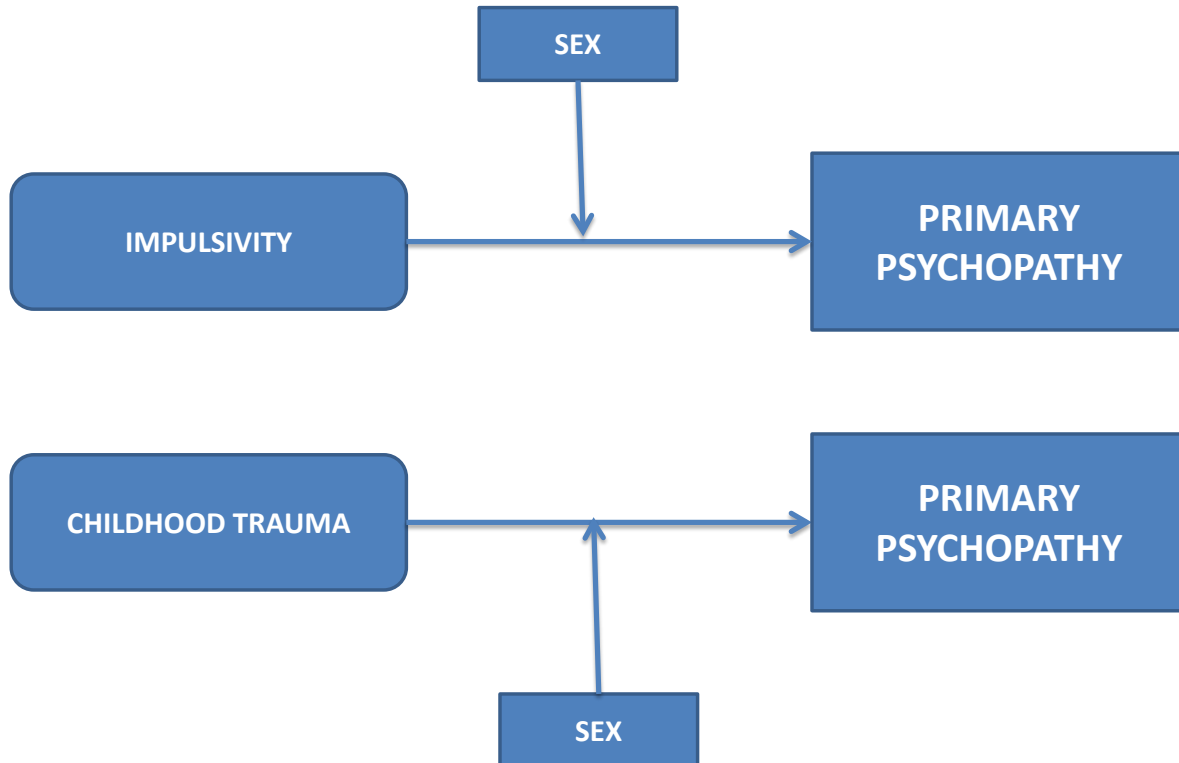 SEX
IMPULSIVITY
PRIMARY
PSYCHOPATHY
CHILDHOOD TRAUMA
PRIMARY
PSYCHOPATHY
SEX